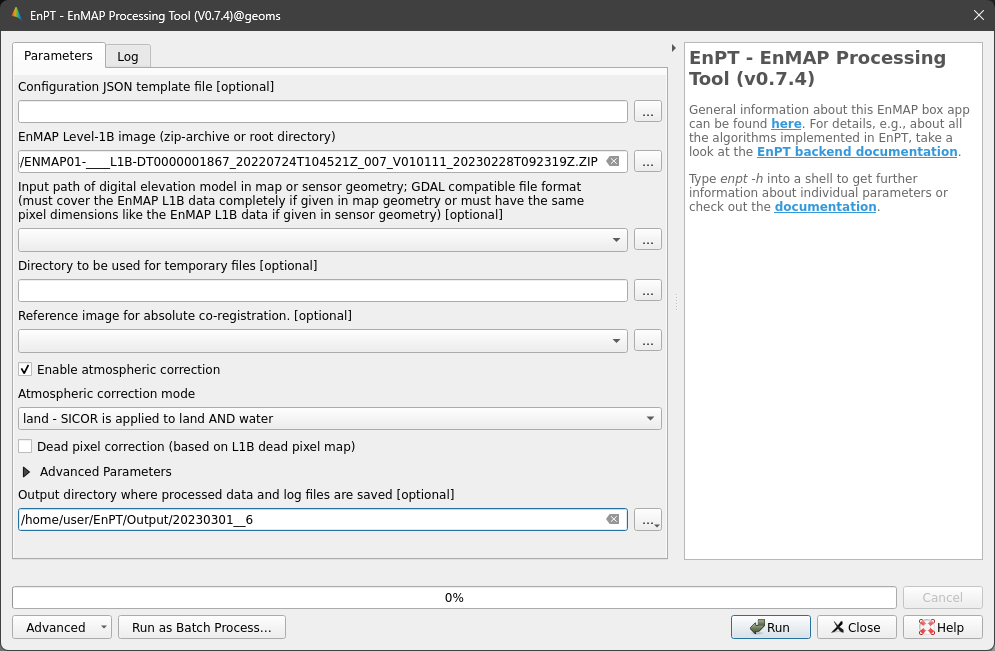 EnPT - EnMAP Processing Tool (V0.7.4)@geoms
Parameters
Log
Configuration JSON template file [optional]
...
EnMAP Level-1B image (zip-archive or root directory)
/ENMAP01-____L1B-DT0000001867_20220724T104521Z_007_V010111_20230228T092319Z.ZIP
...
Input path of digital elevation model in map or sensor geometry; GDAL compatible file format
(must cover the EnMAP L1B data completely if given in map geometry or must have the same
pixel dimensions like the EnMAP L1B data if given in sensor geometry) [optional]
...
Directory to be used for temporary files [optional]
...
Reference image for absolute co-registration. [optional]
...
Enable atmospheric correction
Atmospheric correction mode
land - SICOR is applied to land AND water
Dead pixel correction (based on L1B dead pixel map)
Advanced Parameters
Output directory where processed data and log files are saved [optional]
/home/user/EnPT/Output/20230301__6
...
EnPT - EnMAP Processing
Tool (v0.7.4)
General information about this EnMAP box app
can be found here. For details, e.g., about all
the algorithms implemented in EnPT, take a
look at the EnPT backend documentation.
Type enpt -h into a shell to get further
information about individual parameters or
check out the documentation.
0%
Cancel
Advanced
Run as Batch Process...
Run
Close
Help